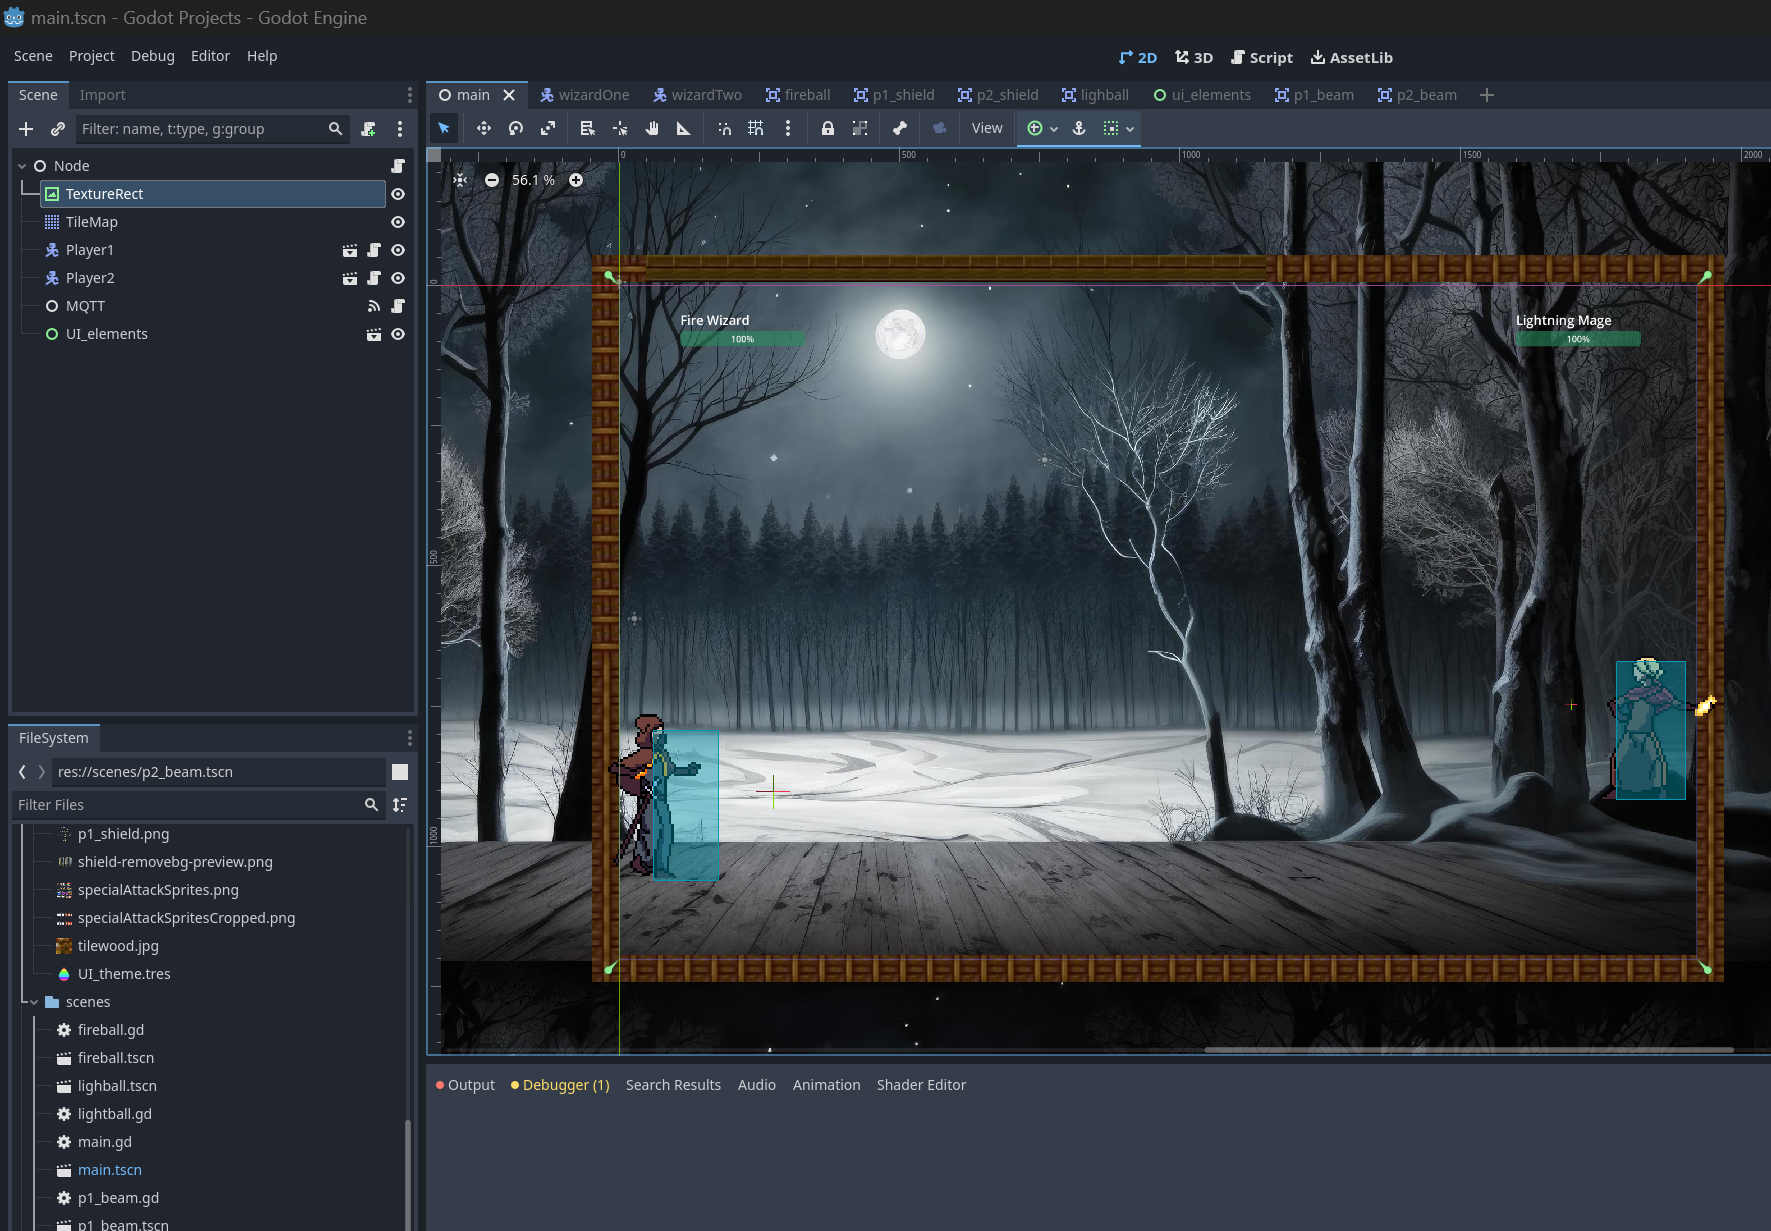 main.tscn - Godot Projects - Godot Engine
Scene Project Debug Editor Help
2D 3D Script AssetLib
Scene Import
main wizardOne wizardTwo fireball p1_shield p2_shield lighball ui_elements p1_beam p2_beam
Filter: name, t:type, g:group
View
0 500 1000 1500 2000
Node
56.1 %
TextureRect
TileMap
Player1
Player2
MQTT
UI_elements
0
500
1000
Fire Wizard
100%
Lightning Mage
100%
FileSystem
res://scenes/p2_beam.tscn
Filter Files
p1_shield.png
shield-removebg-preview.png
specialAttackSprites.png
specialAttackSpritesCropped.png
tilewood.jpg
UI_theme.tres
scenes
fireball.gd
fireball.tscn
lighball.tscn
lightball.gd
main.gd
main.tscn
p1_beam.gd
p1_beam.tscn
Output Debugger (1) Search Results Audio Animation Shader Editor